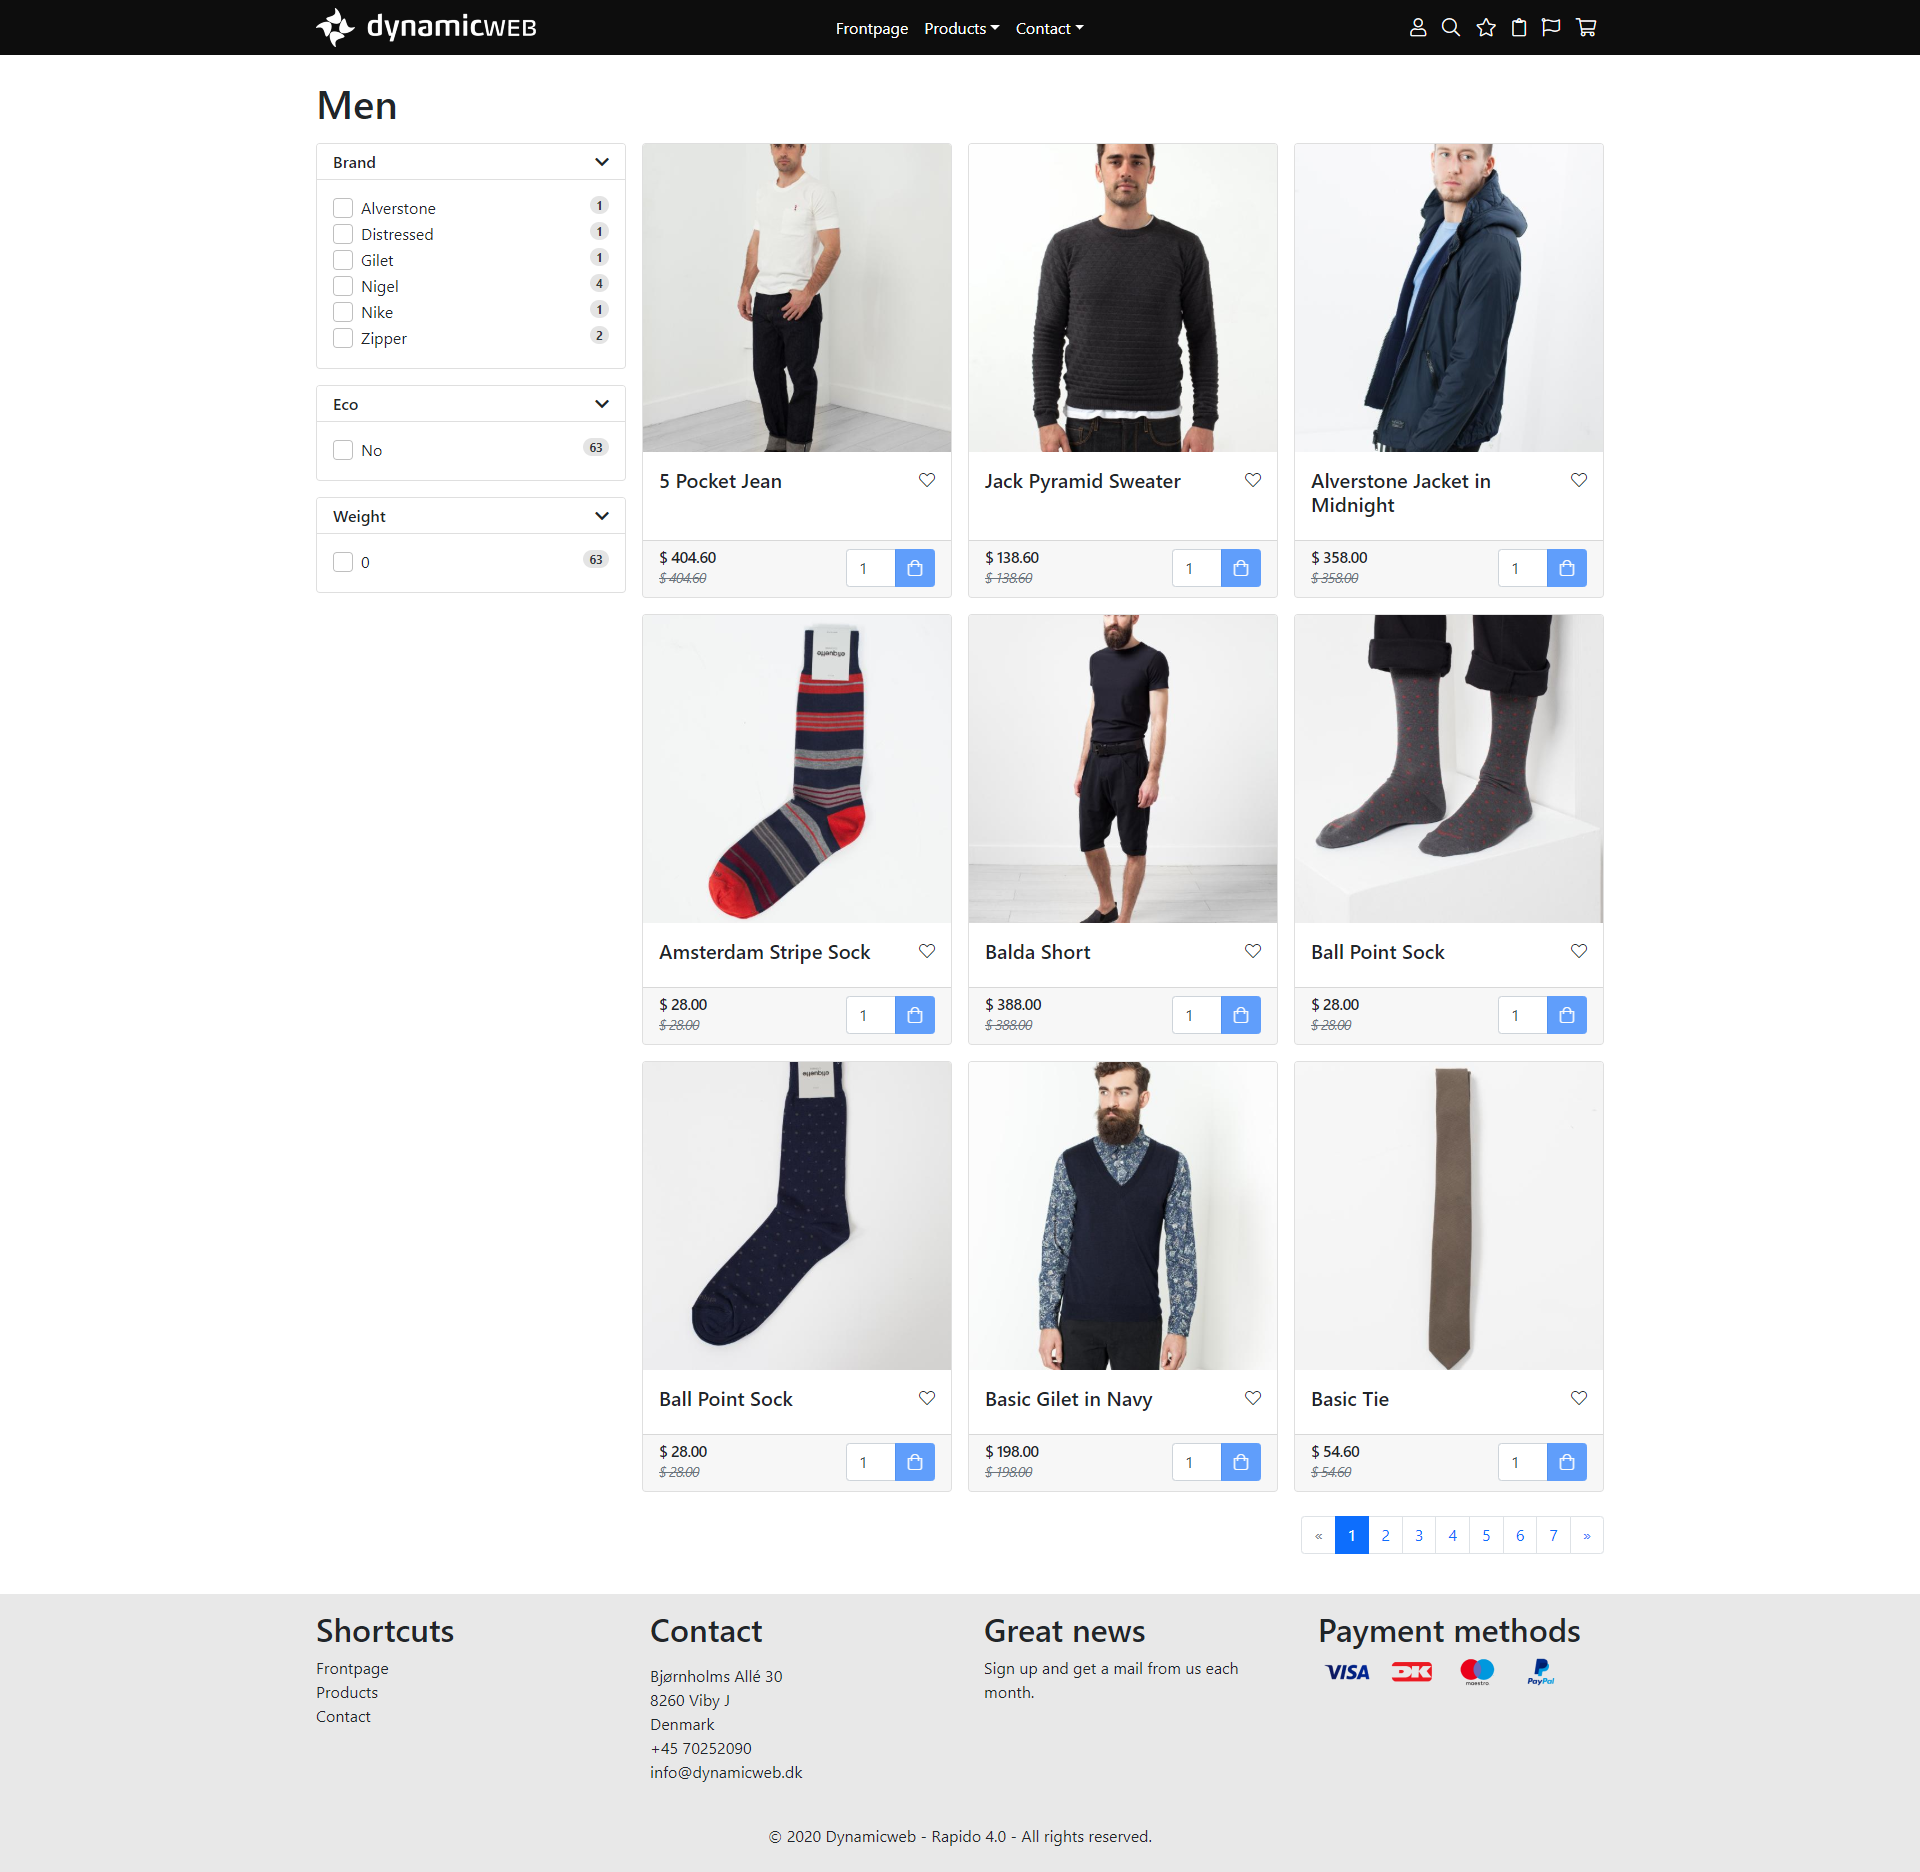 dynamicWEB
Frontpage Products Contact
Men
Brand
Alverstone 1
Distressed 1
Gilet 1
Nigel 4
Nike 1
Zipper 2
Eco
No 63
Weight
0 63
5 Pocket Jean
$ 404.60
$ 404.60
1
Jack Pyramid Sweater
$ 138.60
$ 138.60
1
Alverstone Jacket in
Midnight
$ 358.00
$ 358.00
1
etiquette
Amsterdam Stripe Sock
$ 28.00
$ 28.00
1
Balda Short
$ 388.00
$ 388.00
1
Ball Point Sock
$ 28.00
$ 28.00
1
etiquette
Ball Point Sock
$ 28.00
$ 28.00
1
Basic Gilet in Navy
$ 198.00
$ 198.00
1
Basic Tie
$ 54.60
$ 54.60
1
« 1 2 3 4 5 6 7 »
Shortcuts
Frontpage
Products
Contact
Contact
Bjørnholms Allé 30
8260 Viby J
Denmark
+45 70252090
info@dynamicweb.dk
Great news
Sign up and get a mail from us each
month.
Payment methods
VISA DK maestro PayPal
© 2020 Dynamicweb - Rapido 4.0 - All rights reserved.